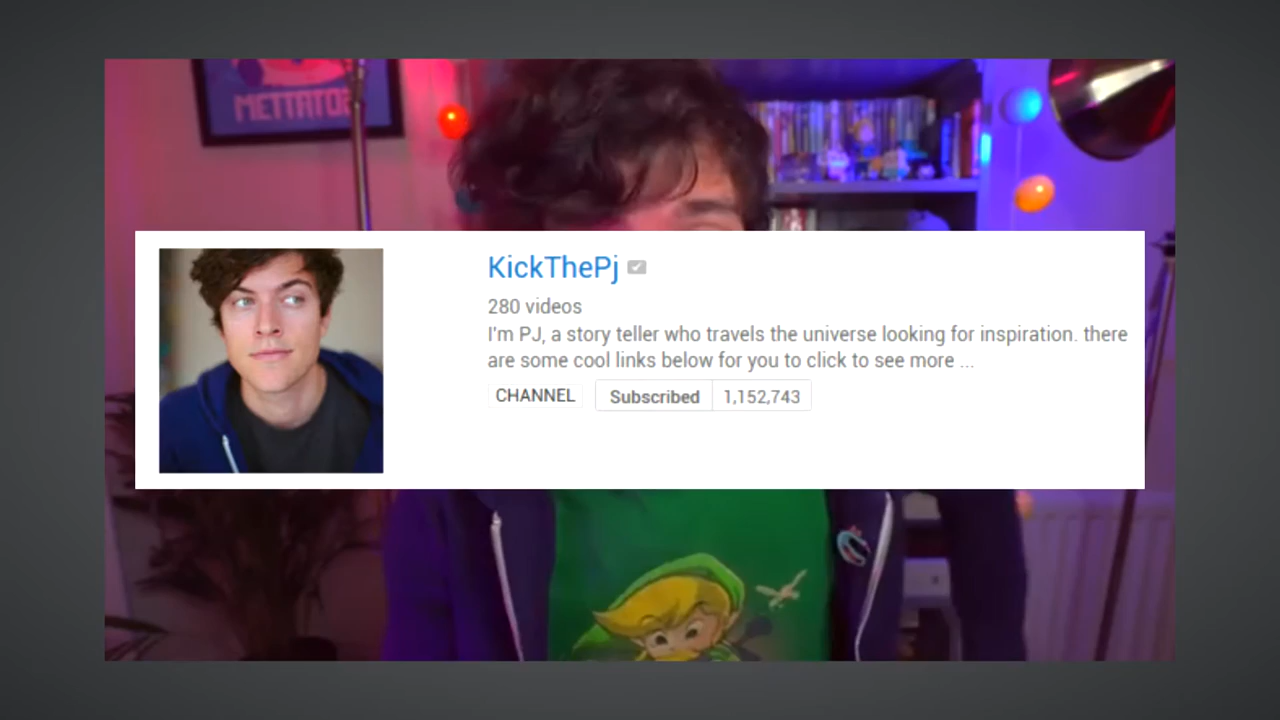 METTATO
KickThePj
280 videos
I'm PJ, a story teller who travels the universe looking for inspiration. there
are some cool links below for you to click to see more ...
CHANNEL Subscribed 1,152,743